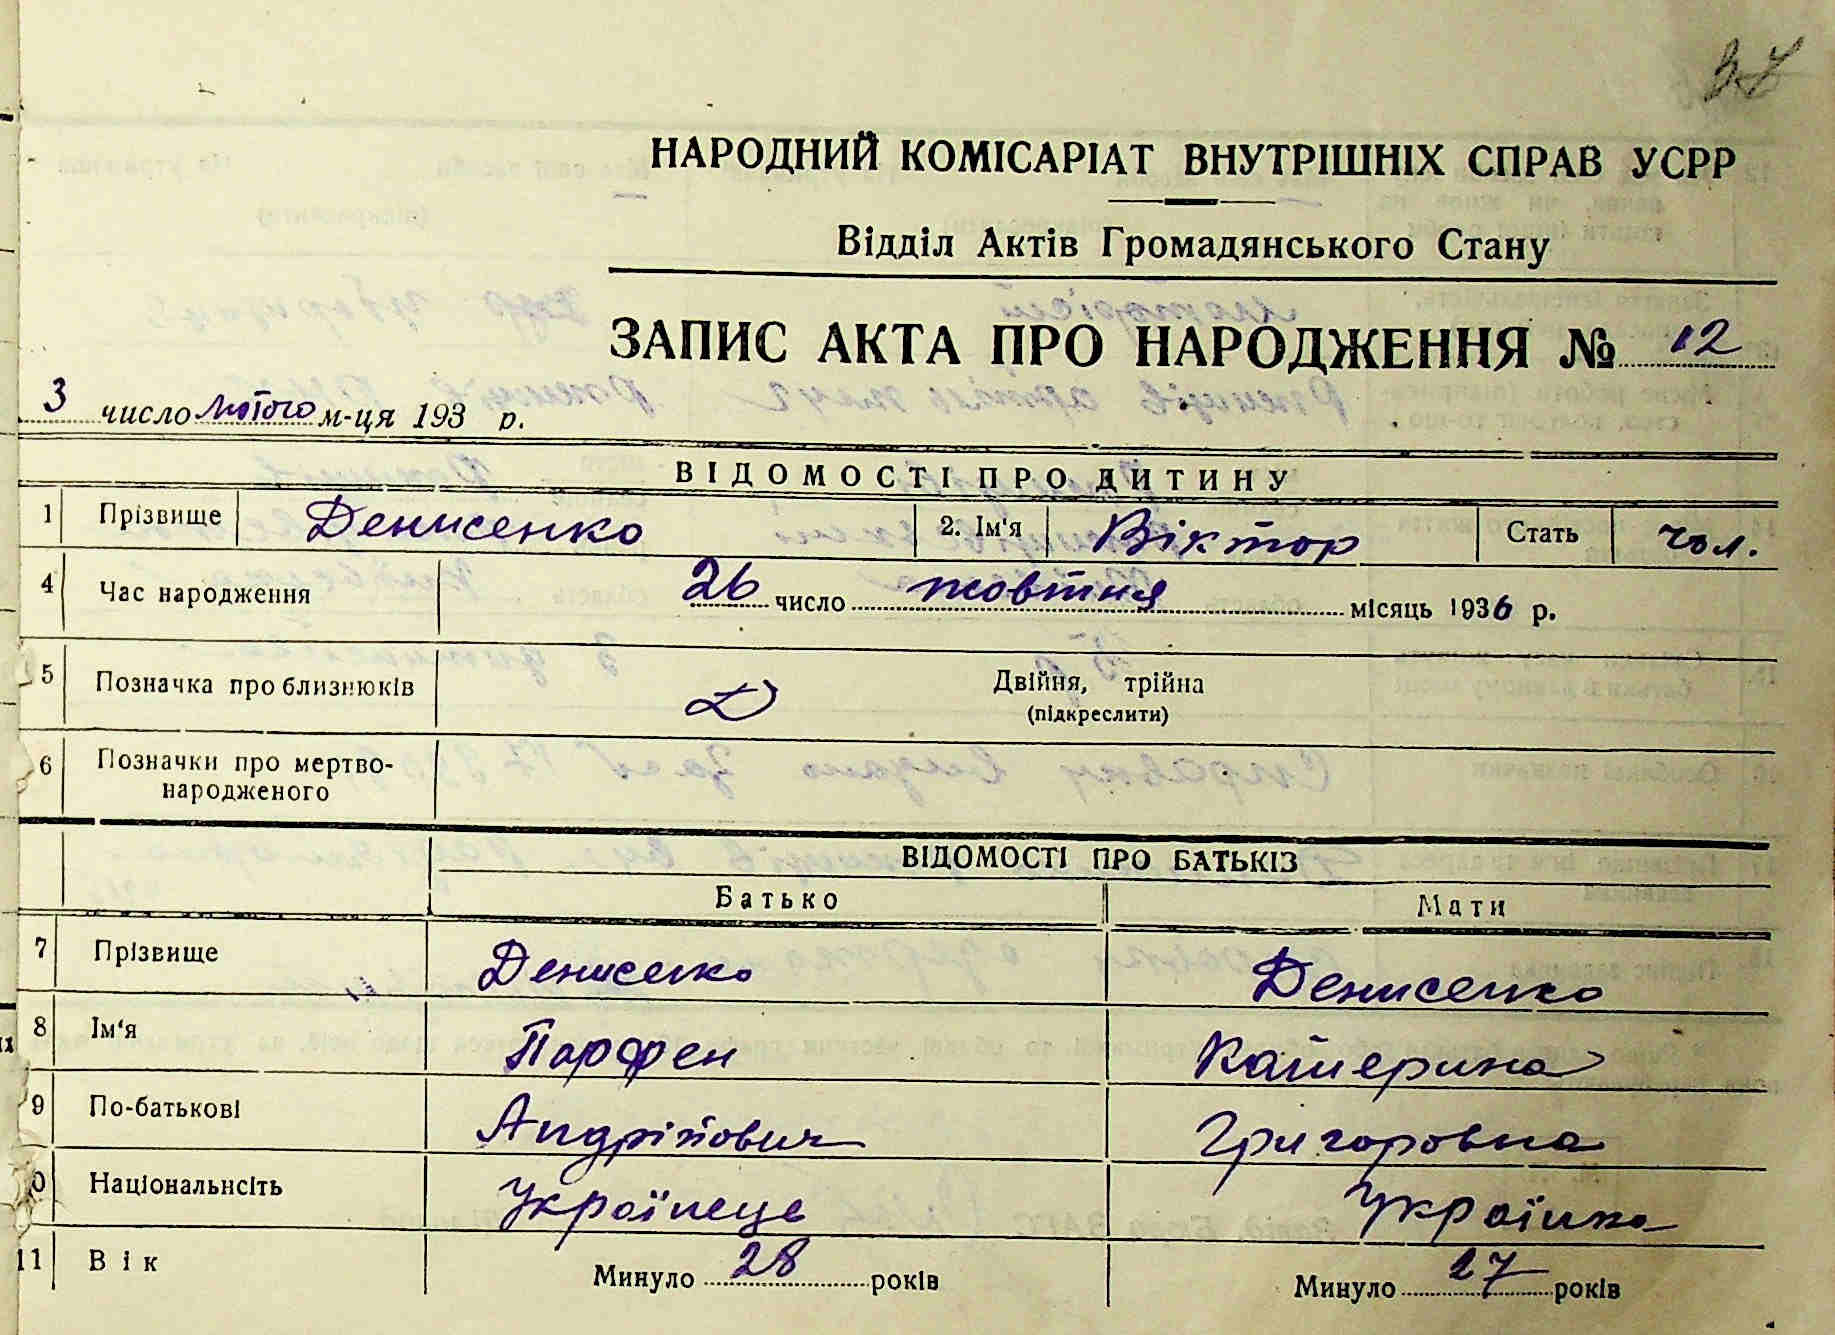 37
НАРОДНИЙ КОМІСАРІАТ ВНУТРІШНІХ СПРАВ УСРР
Відділ Актів Громадянського Стану
ЗАПИС АКТА ПРО НАРОДЖЕННЯ № 12
3 число Лютого м-ця 193 р.
ВІДОМОСТІ ПРО ДИТИНУ
1 Прізвище Денисенко 2. Ім'я Віктор Стать чол.
4 Час народження 26 число жовтня місяць 1936 р.
5 Позначка про близнюків Двійня, трійна
(підкреслити)
6 Позначки про мертво-
народженого
ВІДОМОСТІ ПРО БАТЬКІЗ
Батько Мати
7 Прізвище Денисенко Денисенко
8 Ім'я Парфен Катерина
9 По-батькові Андрійович Григоровна
0 Національнсіть Українець Українка
11 Вік Минуло 28 років Минуло 27 років